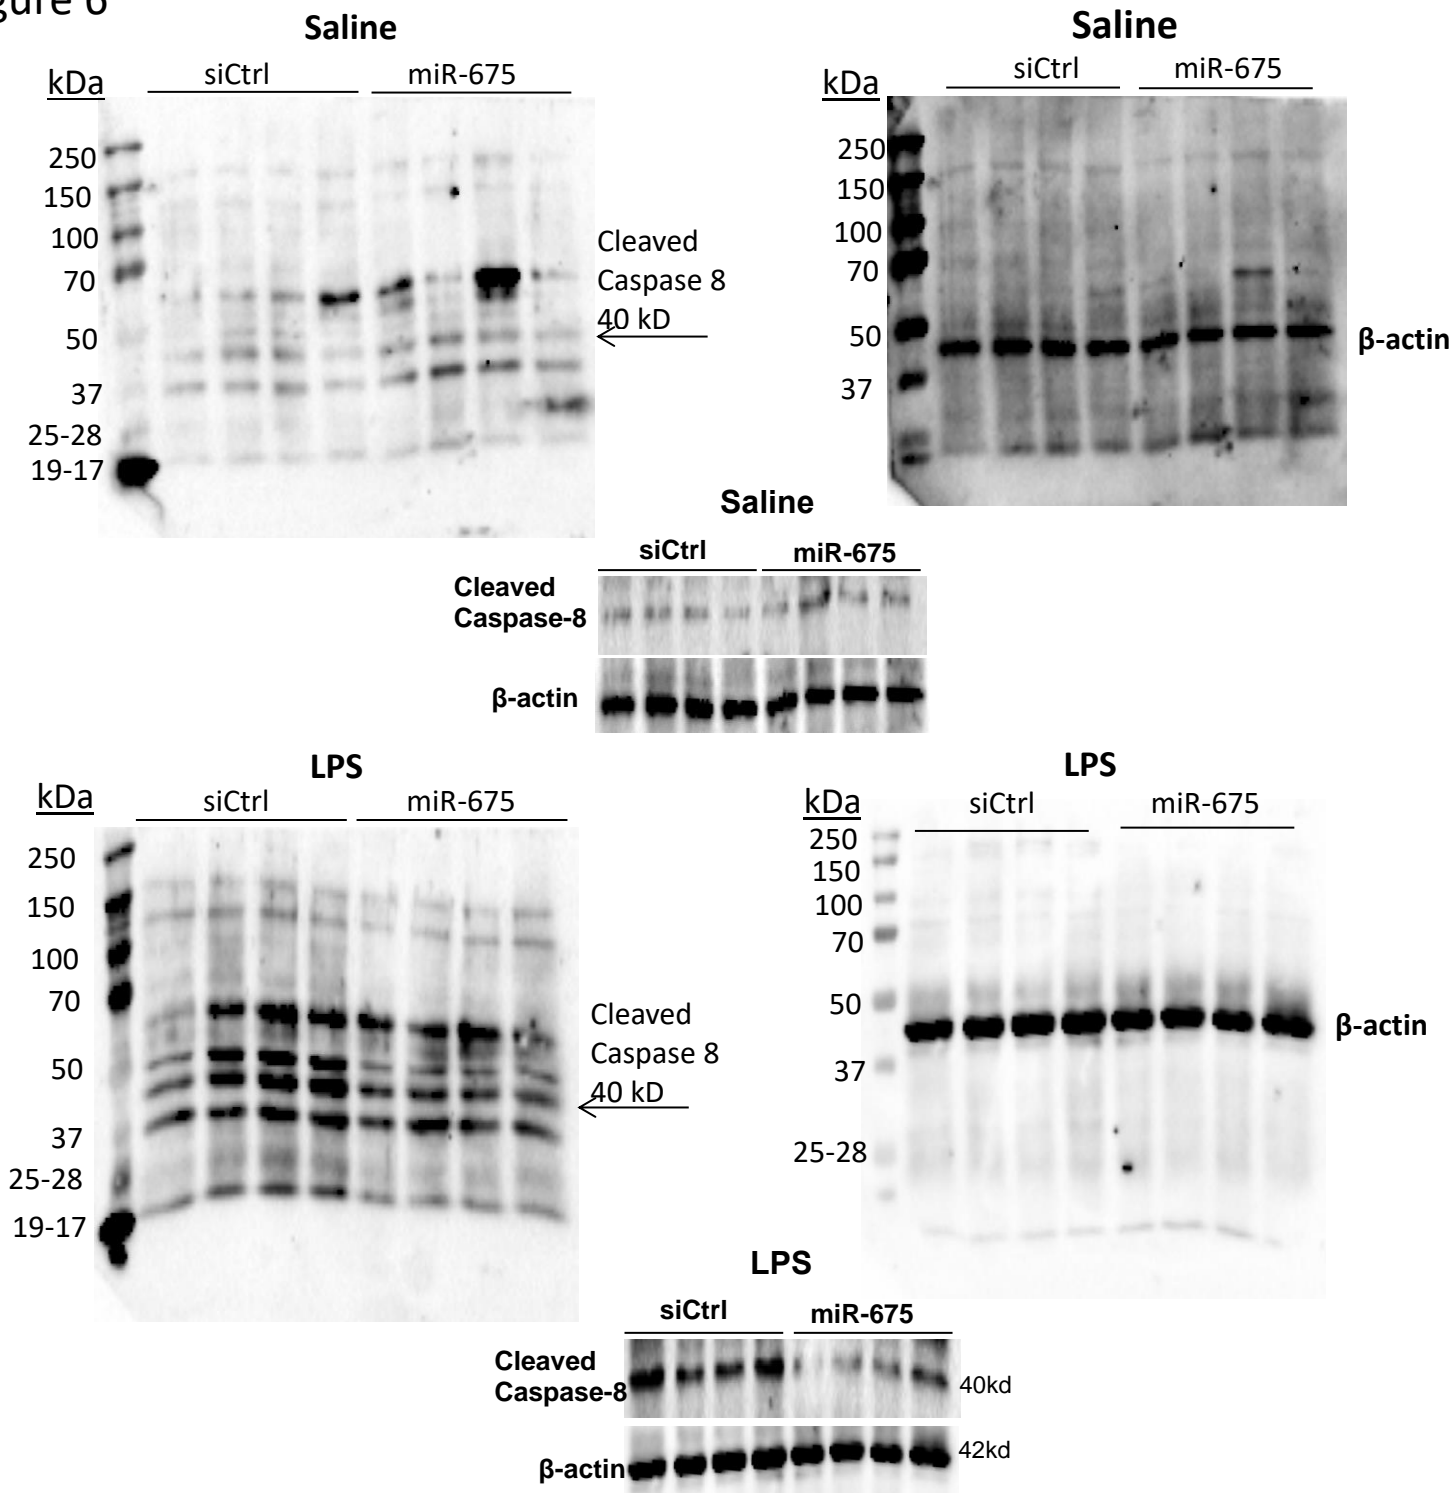 gure 6
Saline
kDa
siCtrl
miR-675
250
150
100
70
50
37
25-28
19-17
Cleaved
Caspase 8
40 kD
Saline
kDa
siCtrl
miR-675
250
150
100
70
50
37
β-actin
Saline
siCtrl
miR-675
Cleaved
Caspase-8
β-actin
LPS
kDa
siCtrl
miR-675
250
150
100
70
50
37
25-28
19-17
Cleaved
Caspase 8
40 kD
LPS
kDa
siCtrl
miR-675
250
150
100
70
50
37
25-28
β-actin
LPS
siCtrl
miR-675
Cleaved
Caspase-8
40kd
β-actin
42kd